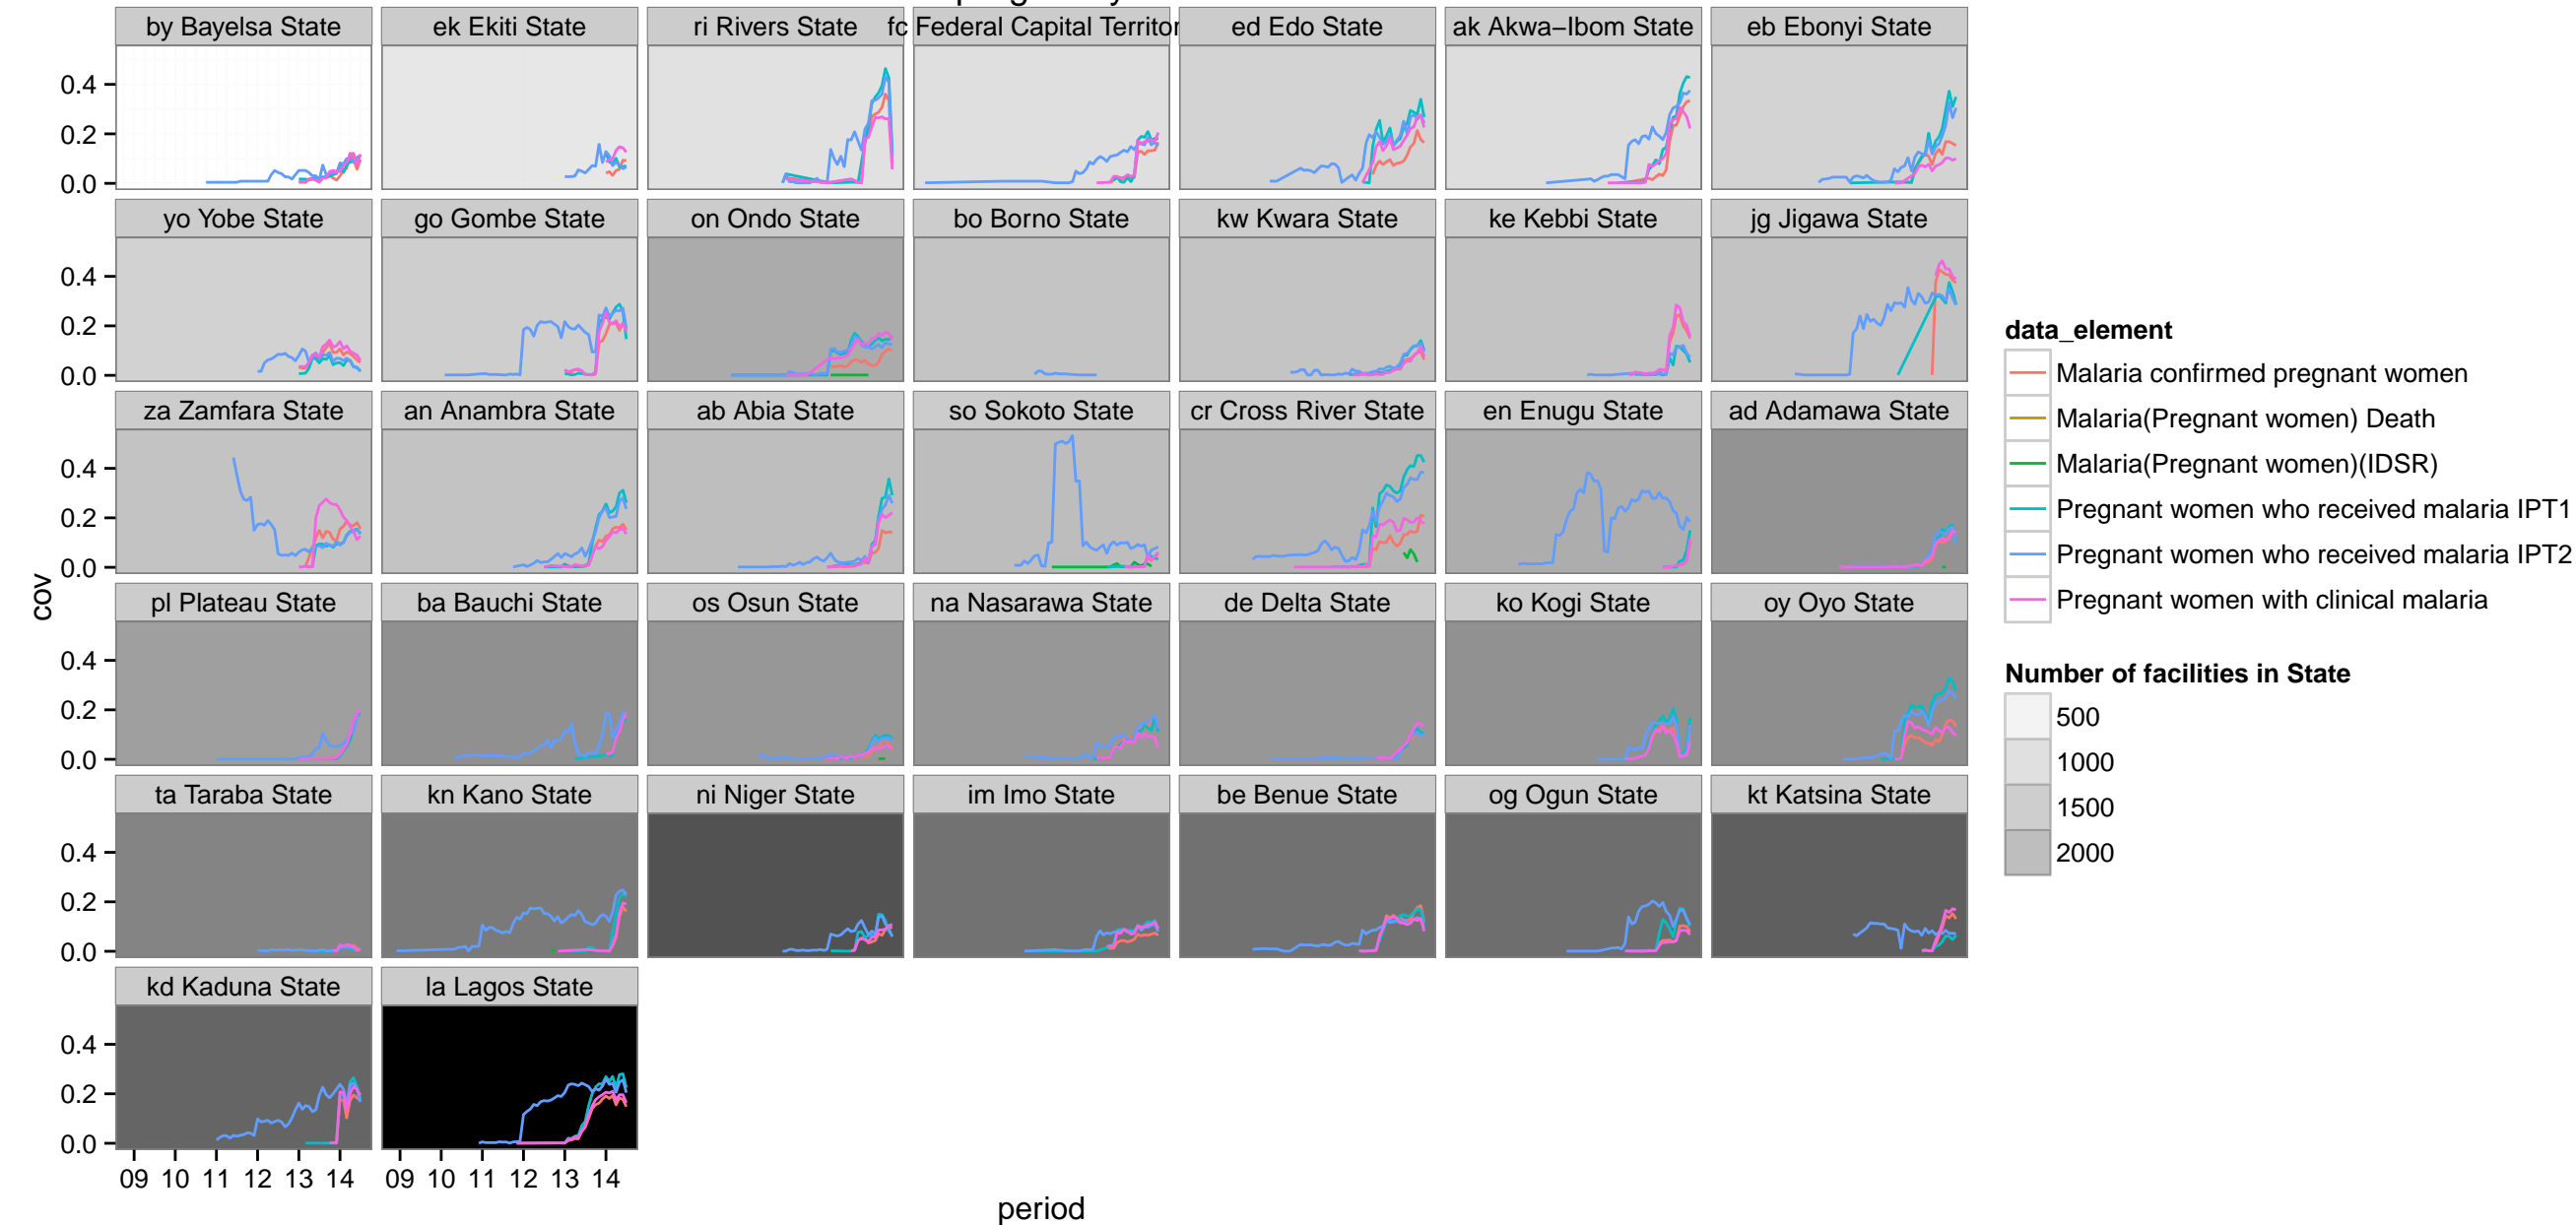 by Bayelsa State
ek Ekiti State
ri Rivers State
fc Federal Capital Territor
ed Edo State
ak Akwa−Ibom State
eb Ebonyi State
0.4
0.2
0.0
yo Yobe State
go Gombe State
on Ondo State
bo Borno State
kw Kwara State
ke Kebbi State
jg Jigawa State
0.4
0.2
0.0
za Zamfara State
an Anambra State
ab Abia State
so Sokoto State
cr Cross River State
en Enugu State
ad Adamawa State
0.4
0.2
0.0
pl Plateau State
ba Bauchi State
os Osun State
na Nasarawa State
de Delta State
ko Kogi State
oy Oyo State
0.4
0.2
0.0
ta Taraba State
kn Kano State
ni Niger State
im Imo State
be Benue State
og Ogun State
kt Katsina State
0.4
0.2
0.0
kd Kaduna State
la Lagos State
0.4
0.2
0.0
09 10 11 12 13 14
09 10 11 12 13 14
period
cov
data_element
Malaria confirmed pregnant women
Malaria(Pregnant women) Death
Malaria(Pregnant women)(IDSR)
Pregnant women who received malaria IPT1
Pregnant women who received malaria IPT2
Pregnant women with clinical malaria
Number of facilities in State
500
1000
1500
2000